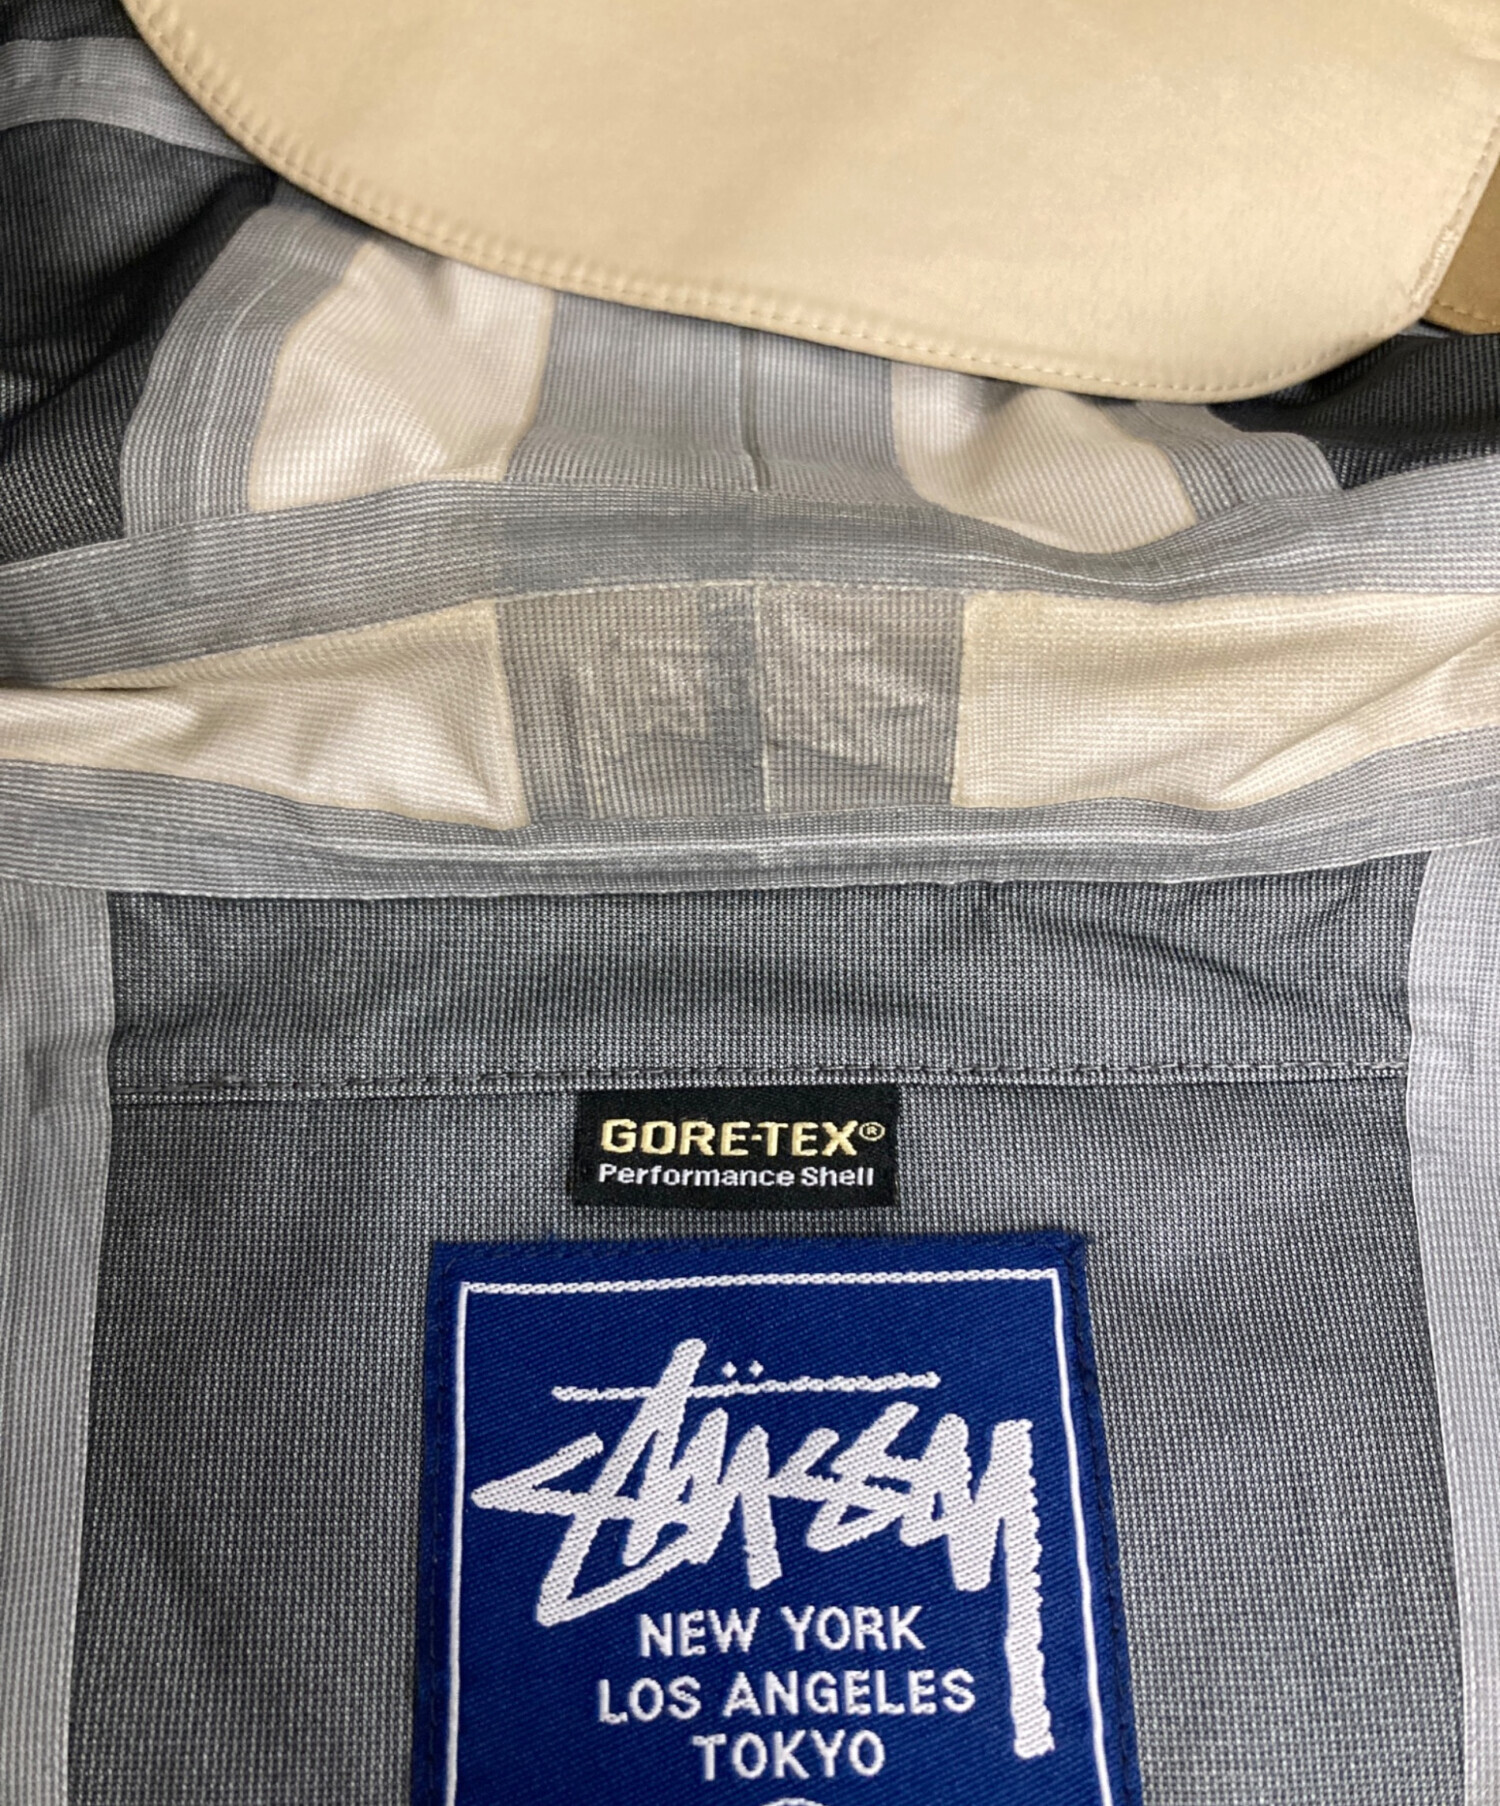 GORE-TEX®
Performance Shell
Stüssy
NEW YORK
LOS ANGELES
TOKYO